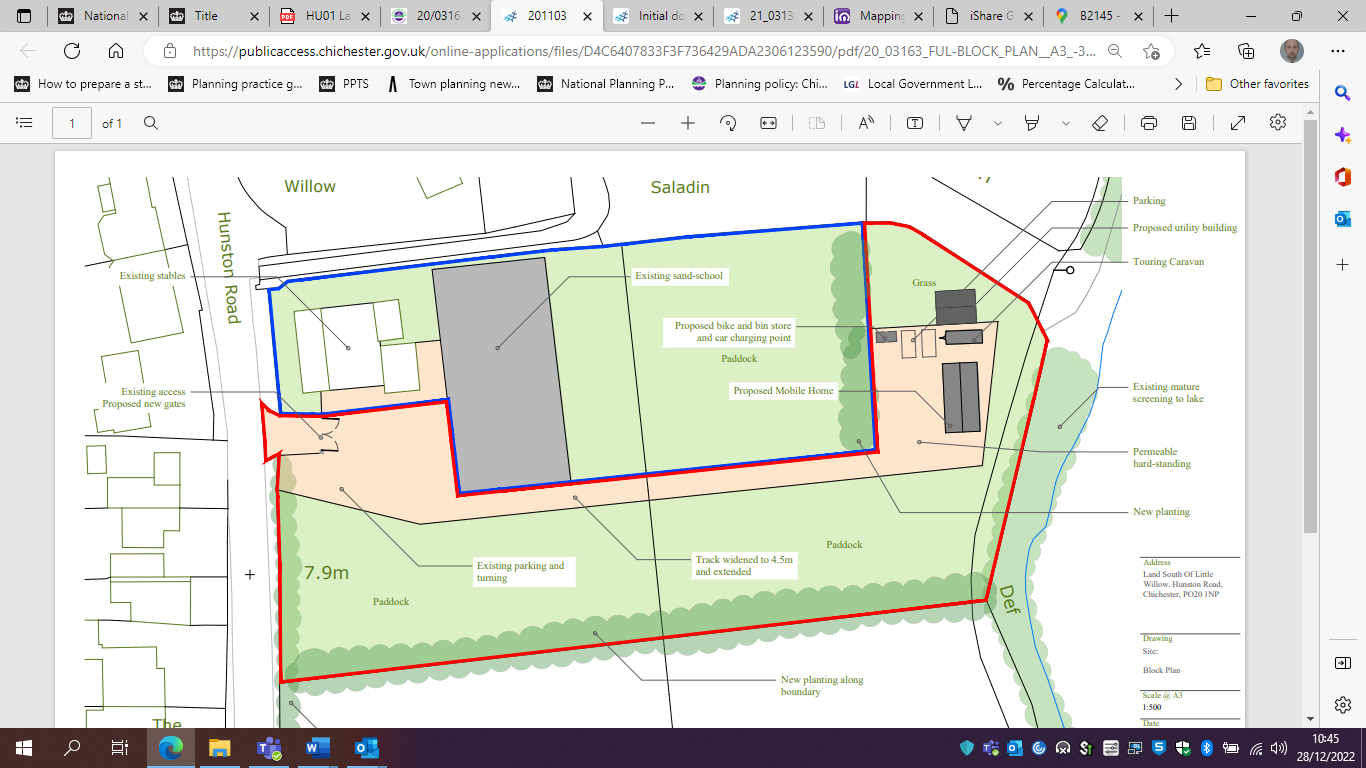 National
Title
HU01 La
20/0316
201103
Initial do
21_0313
Mapping
iShare G
B2145 -
https://publicaccess.chichester.gov.uk/online-applications/files/D4C6407833F3F736429ADA2306123590/pdf/20_03163_FUL-BLOCK_PLAN__A3_-3...
How to prepare a st...
Planning practice g...
PPTS
Town planning new...
National Planning P...
Planning policy: Chi...
LGL Local Government L...
% Percentage Calculat...
Other favorites
1 of 1
Willow
Saladin
Hunston Road
Parking
Proposed utility building
Touring Caravan
Existing stables
Existing sand-school
Grass
Proposed bike and bin store
and car charging point
Paddock
Existing access
Proposed new gates
Proposed Mobile Home
Existing mature
screening to lake
Permeable
hard-standing
New planting
Paddock
Existing parking and
turning
Track widened to 4.5m
and extended
7.9m
Paddock
Def
Address
Land South Of Little
Willow, Hunston Road,
Chichester, PO20 1NP
Drawing
Site:
Block Plan
New planting along
boundary
Scale @ A3
1:500
Date
The
10:45
28/12/2022